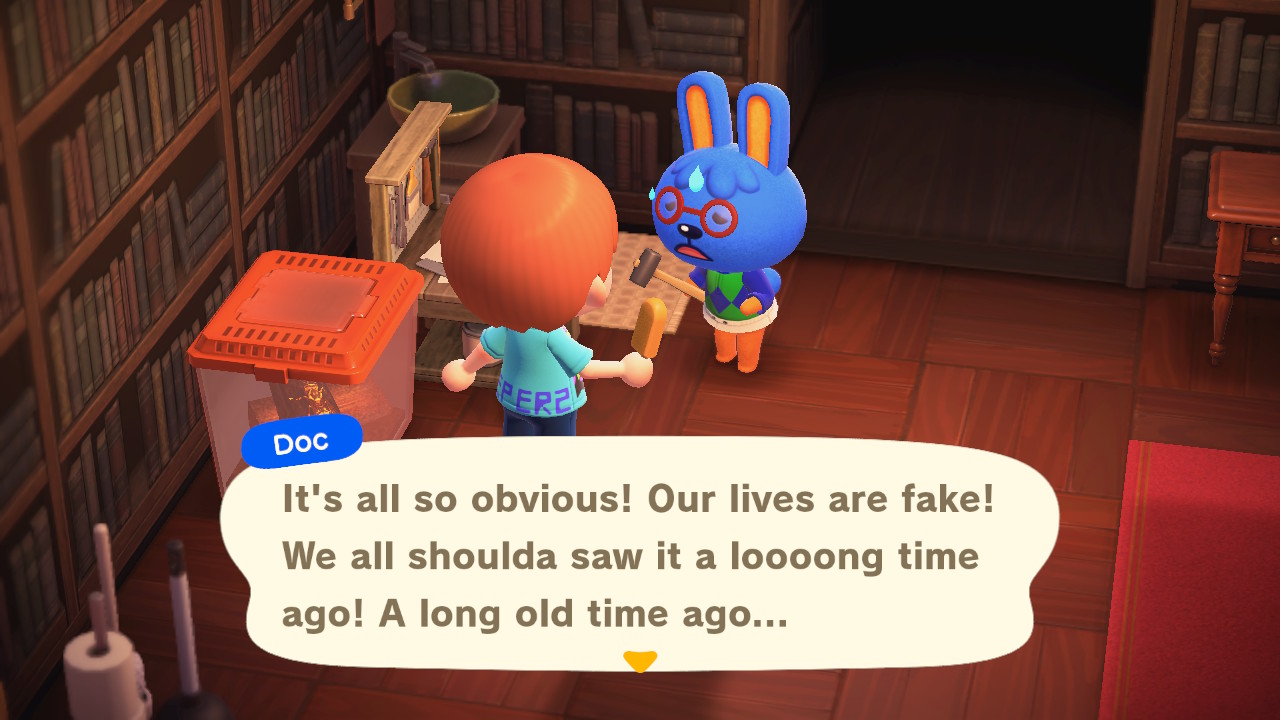 Doc
It's all so obvious! Our lives are fake!
We all shoulda saw it a loooong time
ago! A long old time ago...